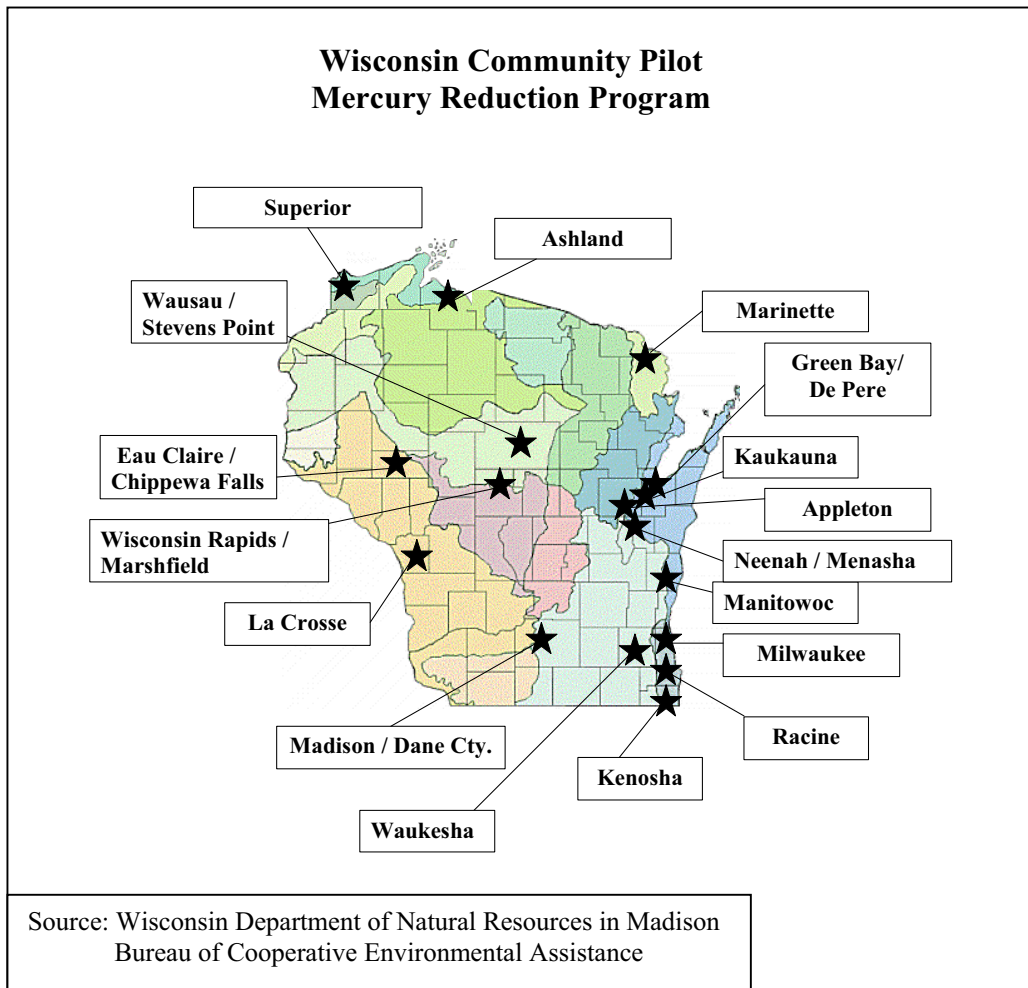 Wisconsin Community Pilot
Mercury Reduction Program
Superior
Ashland
Wausau /
Stevens Point
Marinette
Green Bay/
De Pere
Eau Claire /
Chippewa Falls
Kaukauna
Appleton
Wisconsin Rapids /
Marshfield
Neenah / Menasha
Manitowoc
La Crosse
Milwaukee
Madison / Dane Cty.
Racine
Kenosha
Waukesha
Source: Wisconsin Department of Natural Resources in Madison
Bureau of Cooperative Environmental Assistance